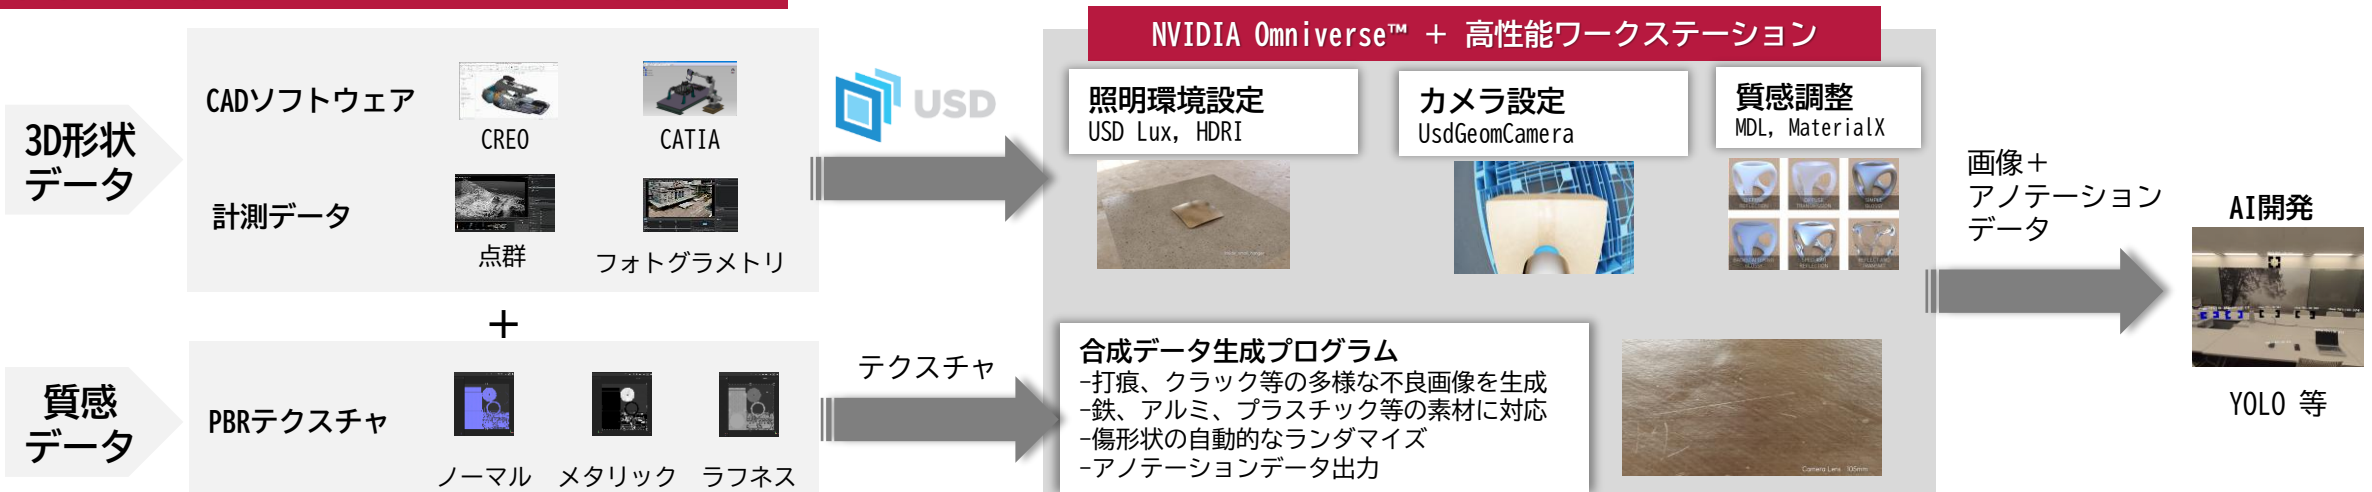 3D形状
データ
CADソフトウェア
CREO
CATIA
計測データ
点群
フォトグラメトリ
+
質感
データ
PBRテクスチャ
ノーマル
メタリック
ラフネス
USD
テクスチャ
NVIDIA Omniverse™ + 高性能ワークステーション
照明環境設定
USD Lux, HDRI
カメラ設定
UsdGeomCamera
質感調整
MDL, MaterialX
合成データ生成プログラム
-打痕、クラック等の多様な不良画像を生成
-鉄、アルミ、プラスチック等の素材に対応
-傷形状の自動的なランダマイズ
-アノテーションデータ出力
Camera Lens 105mm
画像+
アノテーション
データ
AI開発
YOLO 等